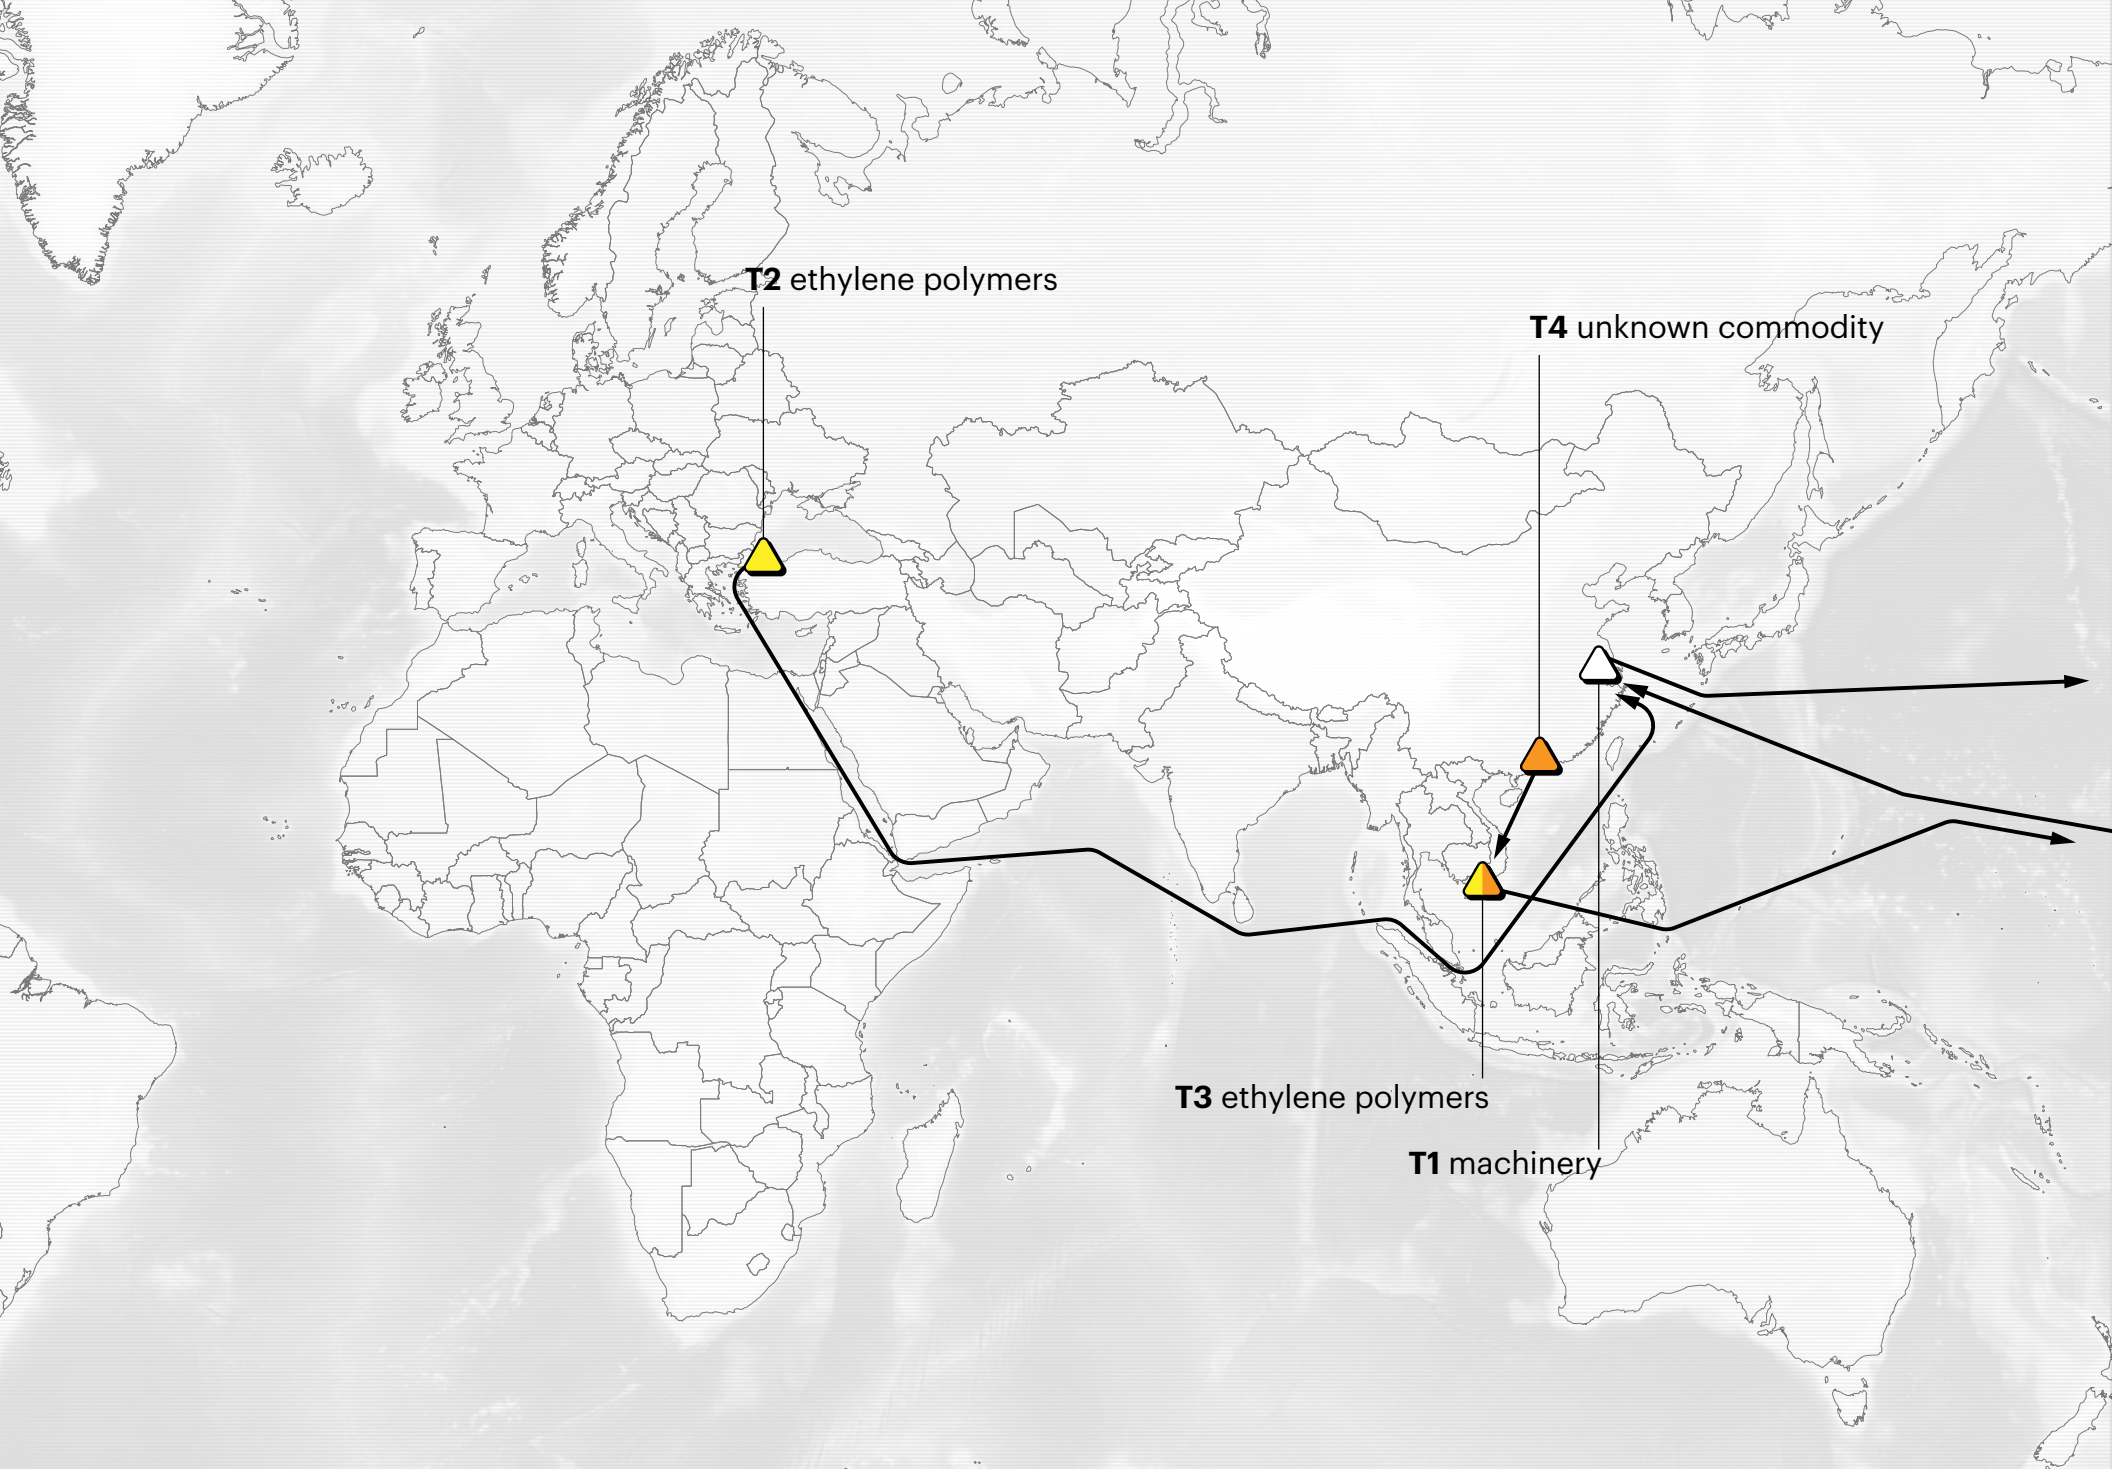 T2 ethylene polymers
T4 unknown commodity
T3 ethylene polymers
T1 machinery